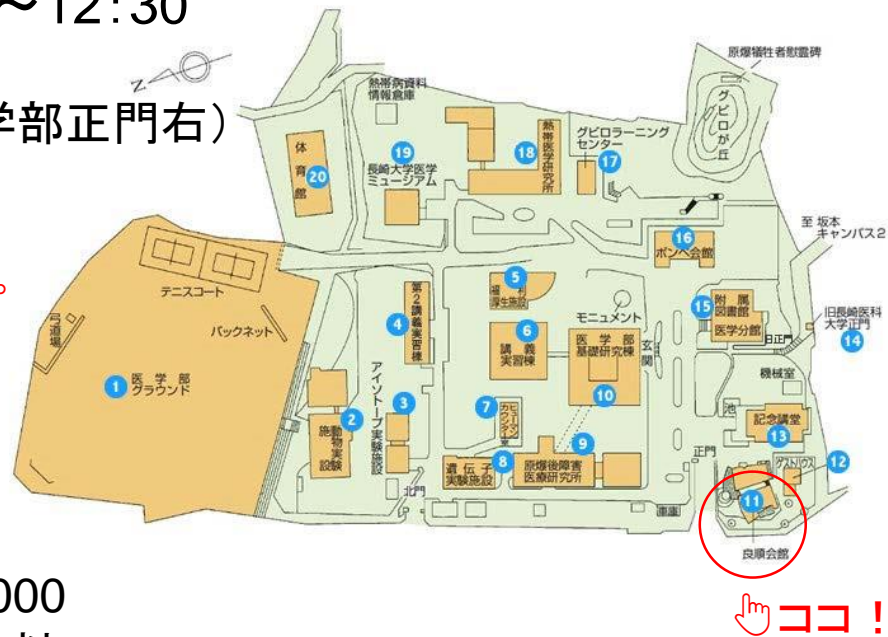 ～12:30
学部正門右）
。
000
N
原爆犠牲者慰霊碑
グビロが丘
熱帯病資料
情報倉庫
体育館
20
19
長崎大学医学
ミュージアム
18
熱帯医学研究所
グビロラーニング
センター
17
至 坂本
キャンパス2
16
ポンペ会館
テニスコート
バックネット
弓道場
1
医学部
グラウンド
4
第2講義実習棟
5
福利
厚生施設
モニュメント
6
講義
実習棟
医学部
基礎研究棟
10
玄関
15
附属
図書館
医学分館
旧正門
旧長崎医科
大学正門
14
機械室
池
記念講堂
13
アイソトープ実験施設
3
2
動物実験
施設
7
ヒューマン
カウンター室
8
遺伝子
実験施設
9
原爆後障害
医療研究所
北門
正門
車庫
ゲストハウス
12
11
良順会館
ココ！